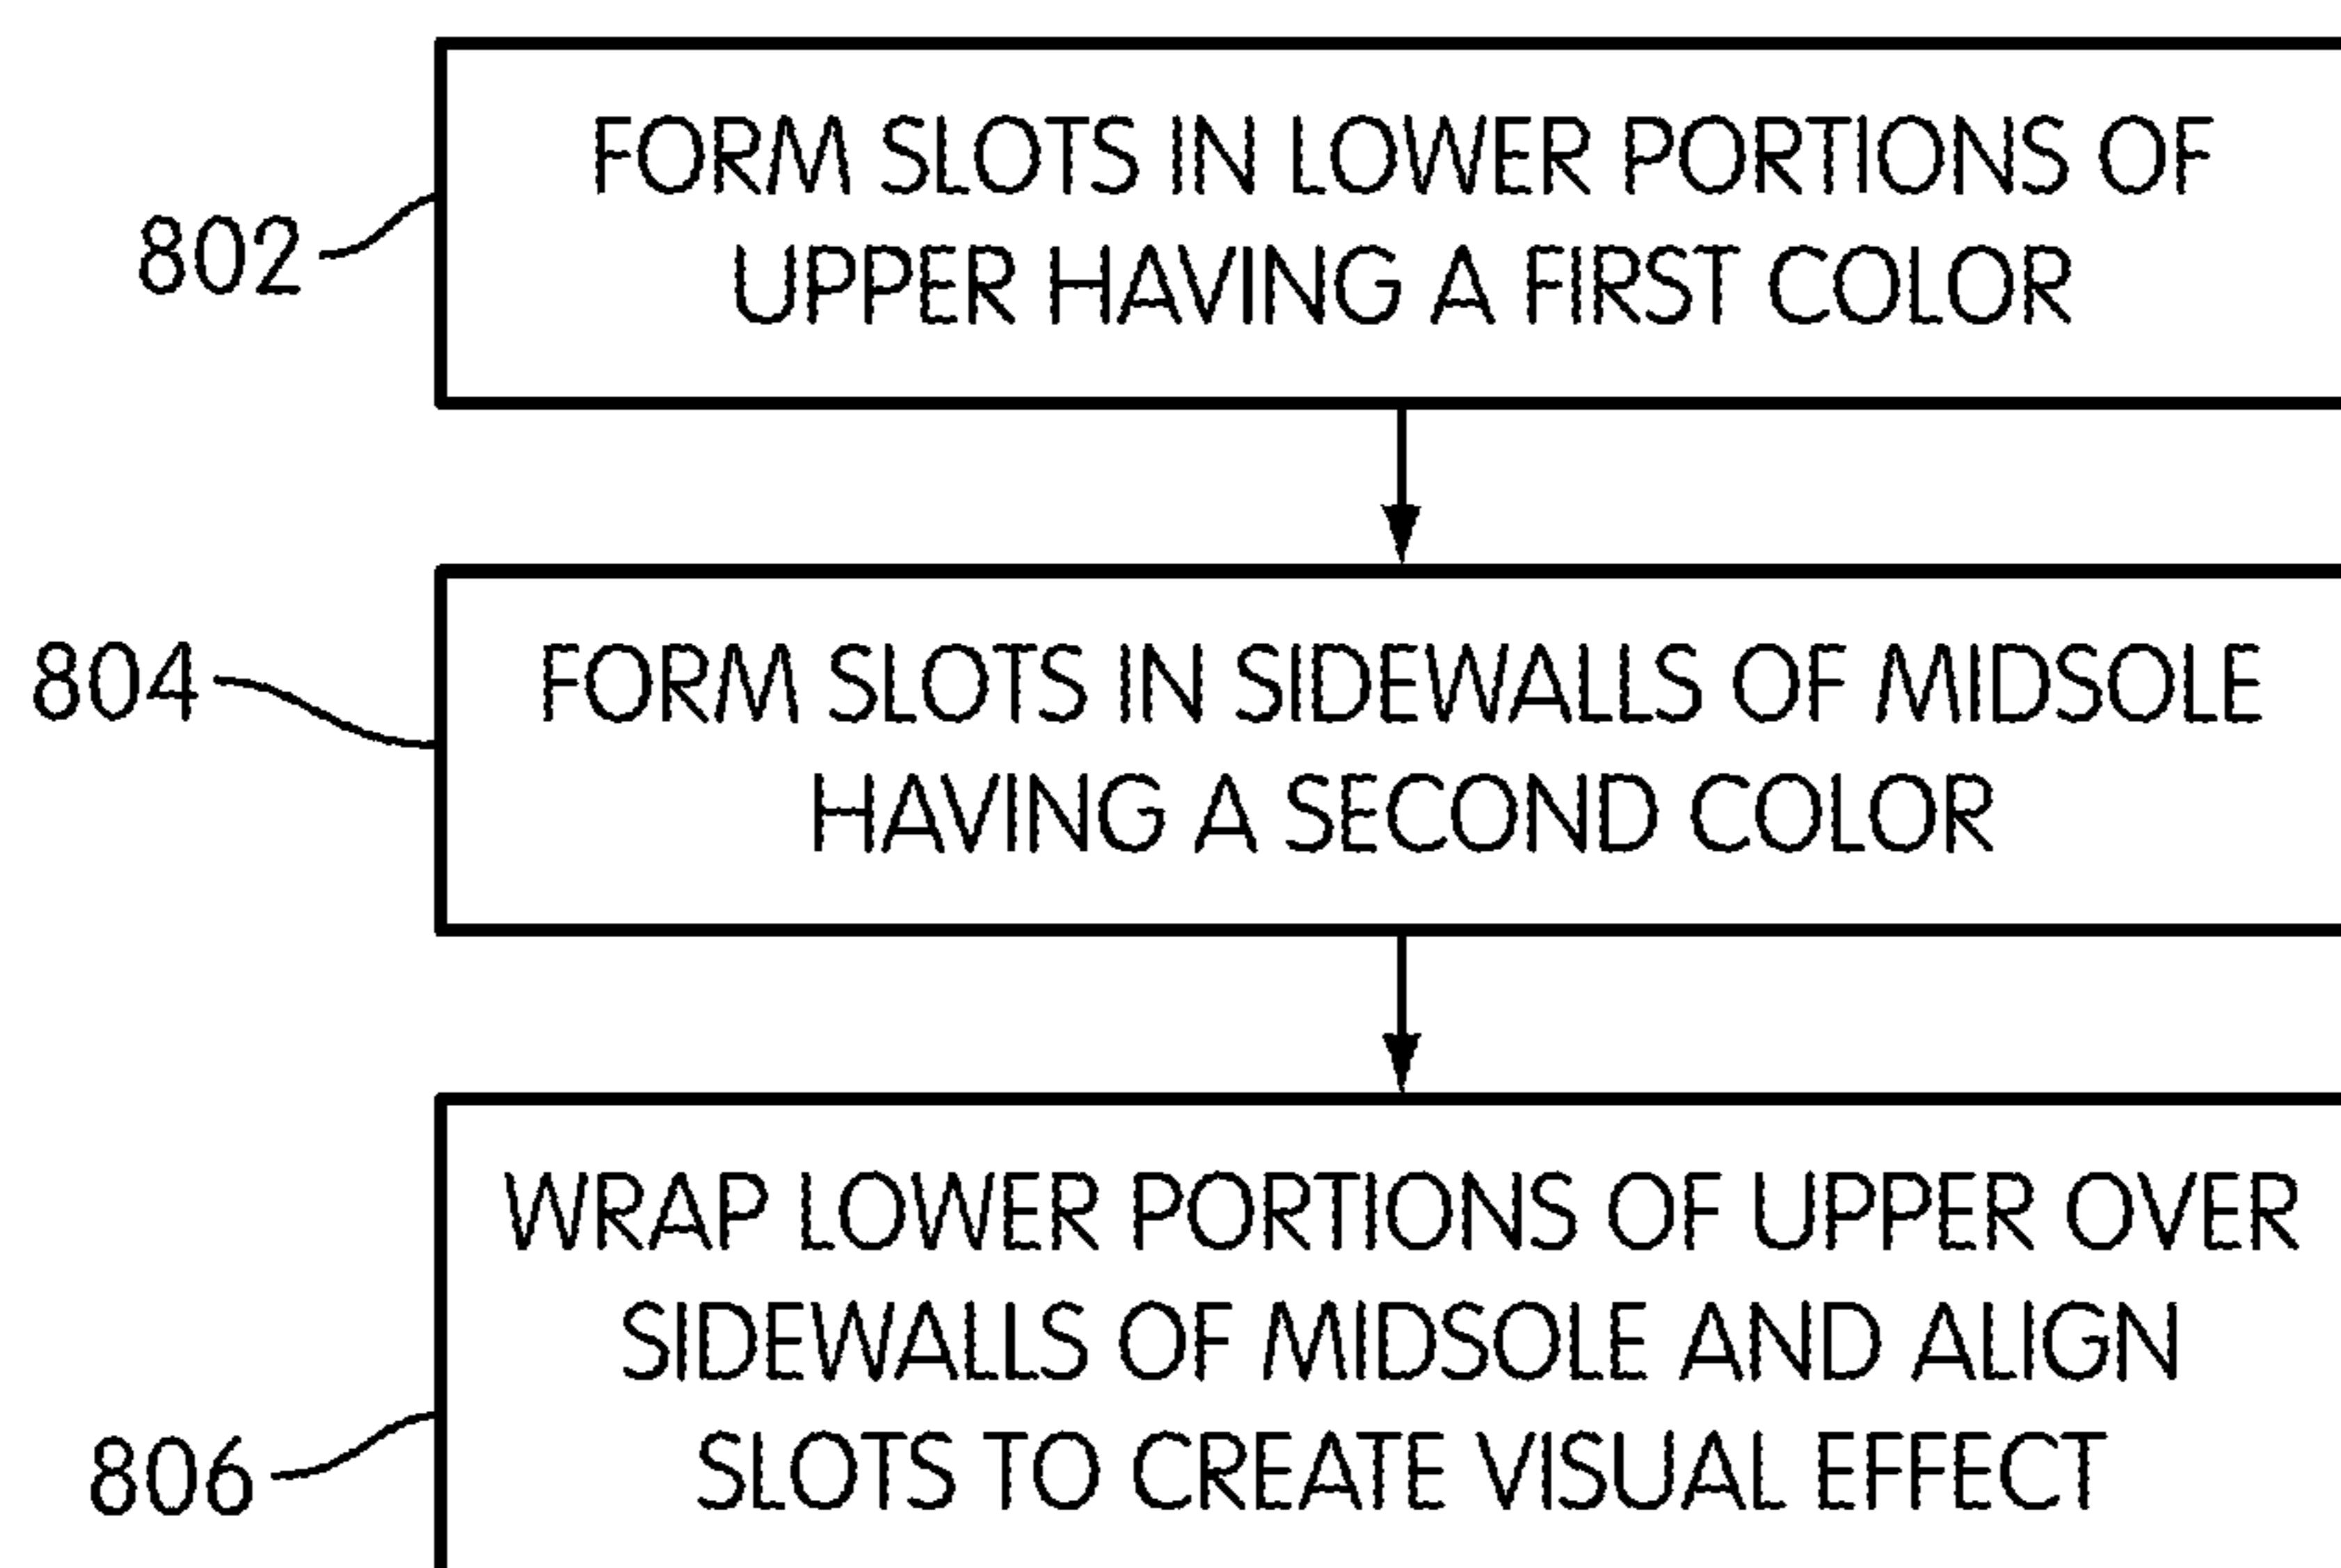 FORM SLOTS IN LOWER PORTIONS OF
UPPER HAVING A FIRST COLOR
802
804
FORM SLOTS IN SIDEWALLS OF MIDSOLE
HAVING A SECOND COLOR
WRAP LOWER PORTIONS OF UPPER OVER
SIDEWALLS OF MIDSOLE AND ALIGN
SLOTS TO CREATE VISUAL EFFECT
806